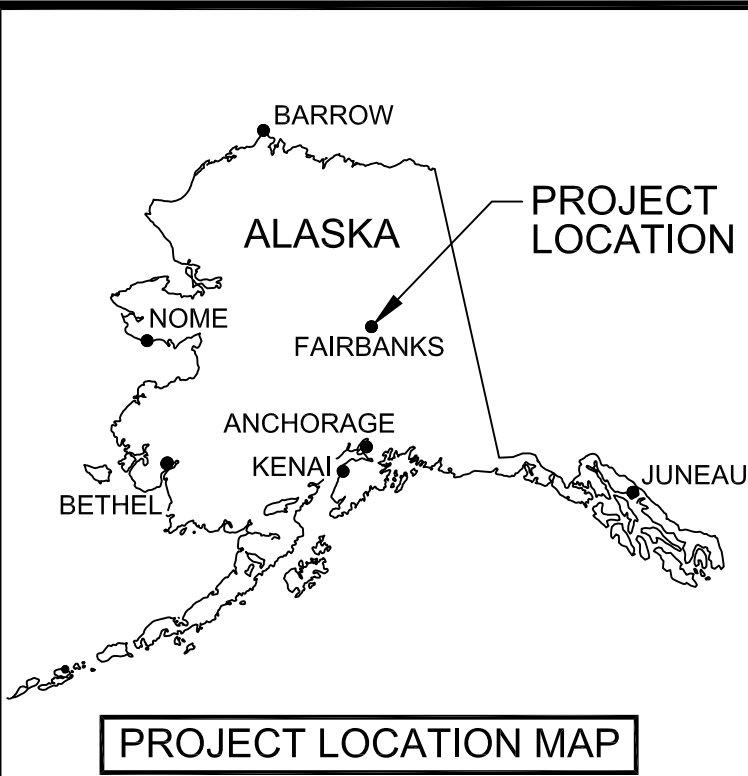 BARROW
PROJECT
LOCATION
ALASKA
NOME
FAIRBANKS
ANCHORAGE
KENAI
JUNEAU
BETHEL
PROJECT LOCATION MAP